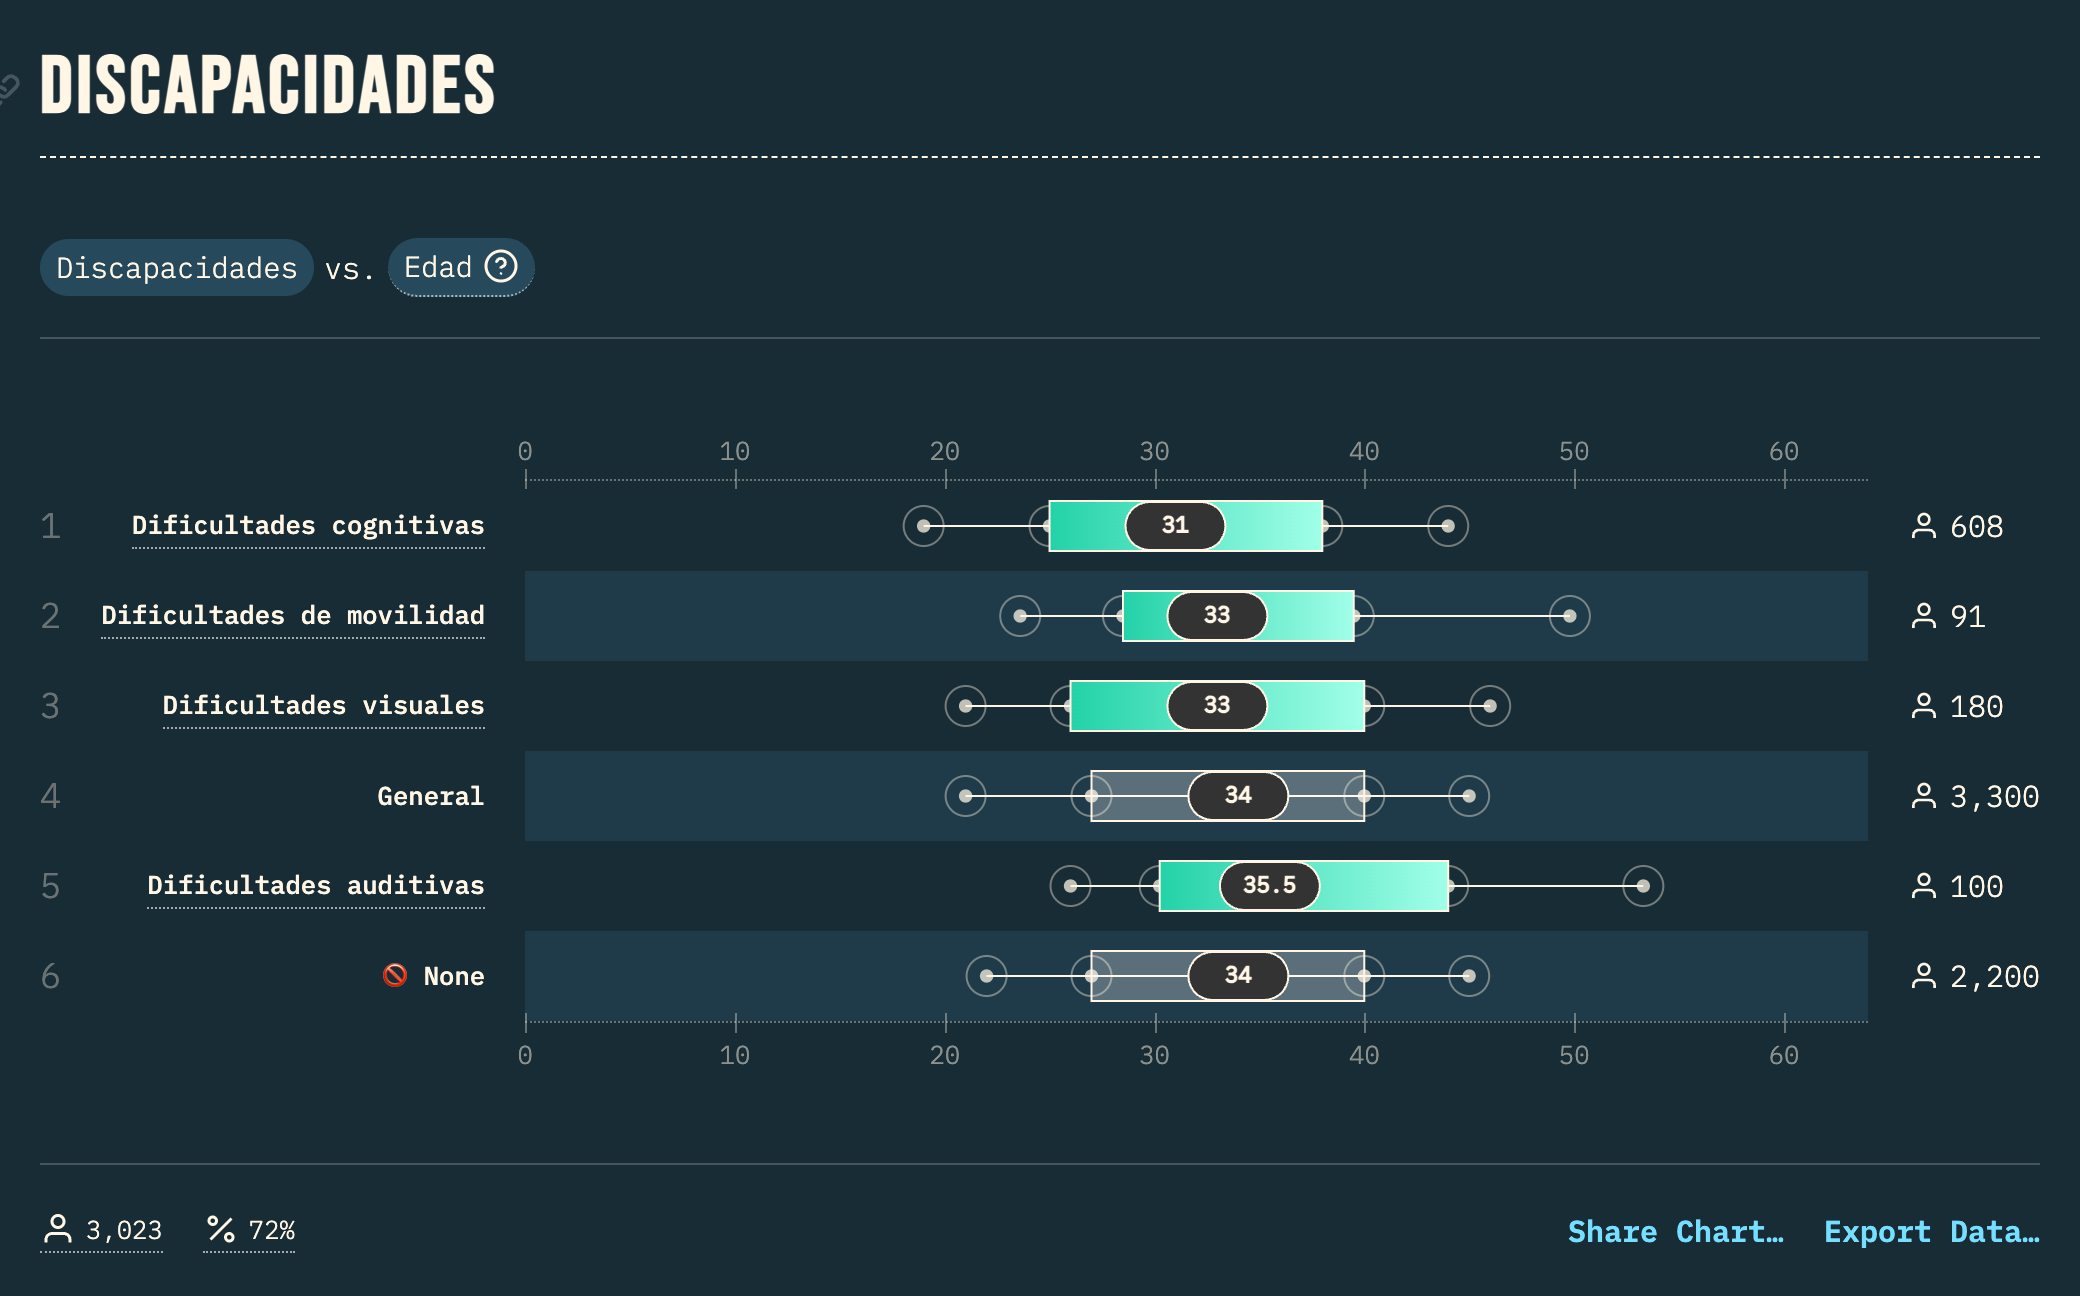 DISCAPACIDADES
Discapacidades vs. Edad ?
0 10 20 30 40 50 60
1 Dificultades cognitivas 31 608
2 Dificultades de movilidad 33 91
3 Dificultades visuales 33 180
4 General 34 3,300
5 Dificultades auditivas 35.5 100
6 🚫 None 34 2,200
0 10 20 30 40 50 60
3,023 % 72% Share Chart… Export Data…